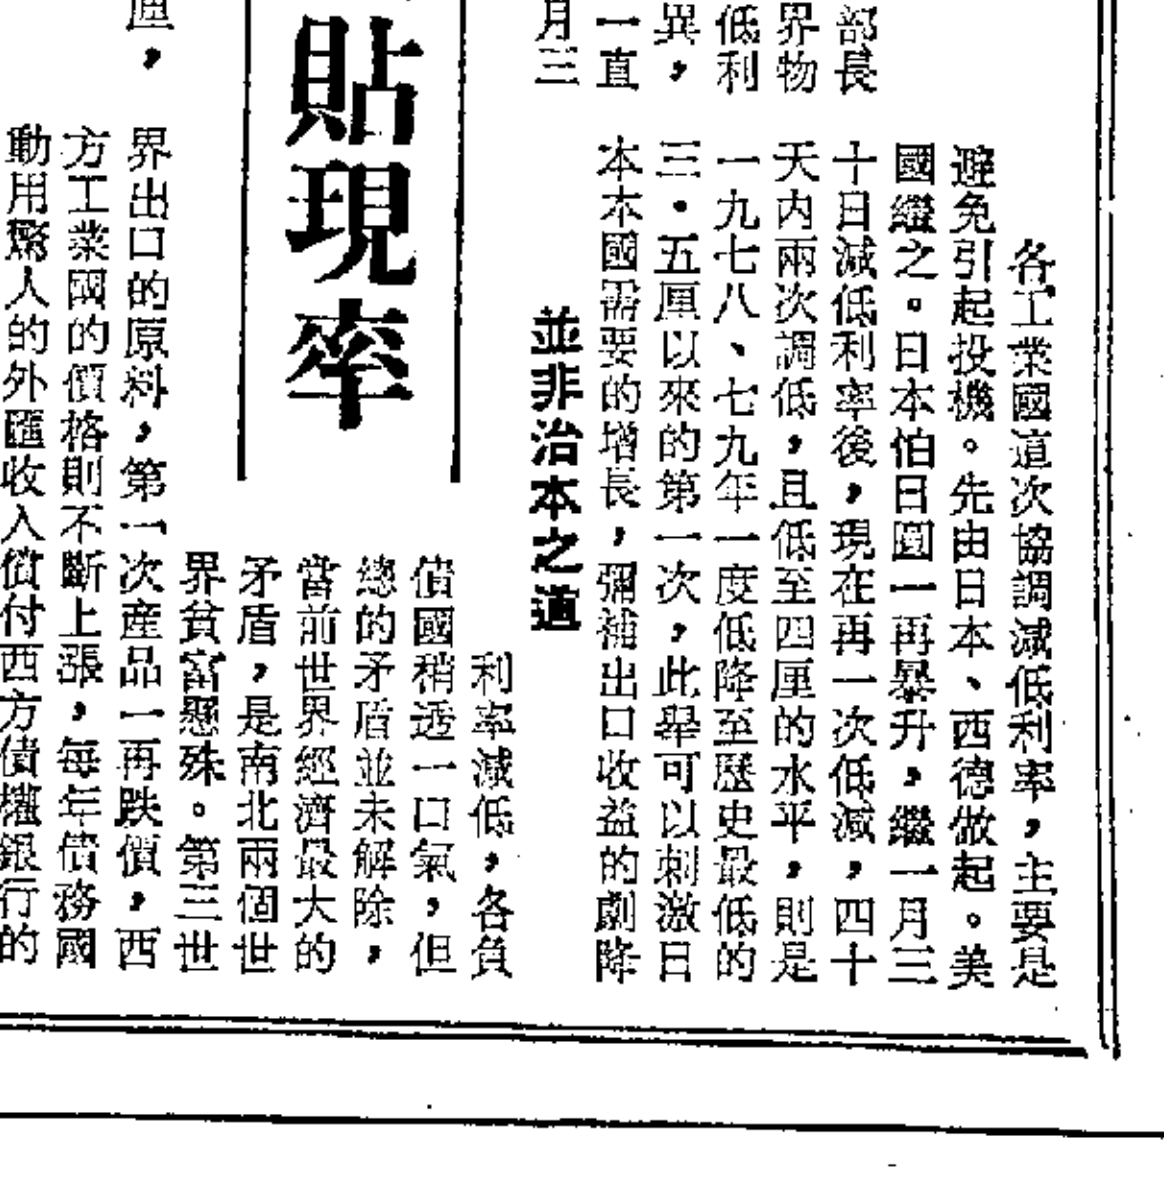 部長
界物
低利
異，
一直
月三
各工業國這次協調減低利率，主要是
避免引起投機。先由日本、西德做起。美
國繼之。日本怕日圓一再暴升，繼一月三
十日減低利率後，現在再一次低減，四十
天內兩次調低，且低至四厘的水平，則是
一九七八、七九年一度低降至歷史最低的
三・五厘以來的第一次，此舉可以刺激日
本本國需要的增長，彌補出口收益的劇降
並非治本之道
利率減低，各負
債國稍透一口氣，但
總的矛盾並未解除，
當前世界經濟最大的
矛盾，是南北兩個世
界貧富懸殊。第三世
貼現率
界出口的原料，第一次產品一再跌價，西
方工業國的價格則不斷上漲，每年債務國
動用驚人的外匯收入償付西方債權銀行的